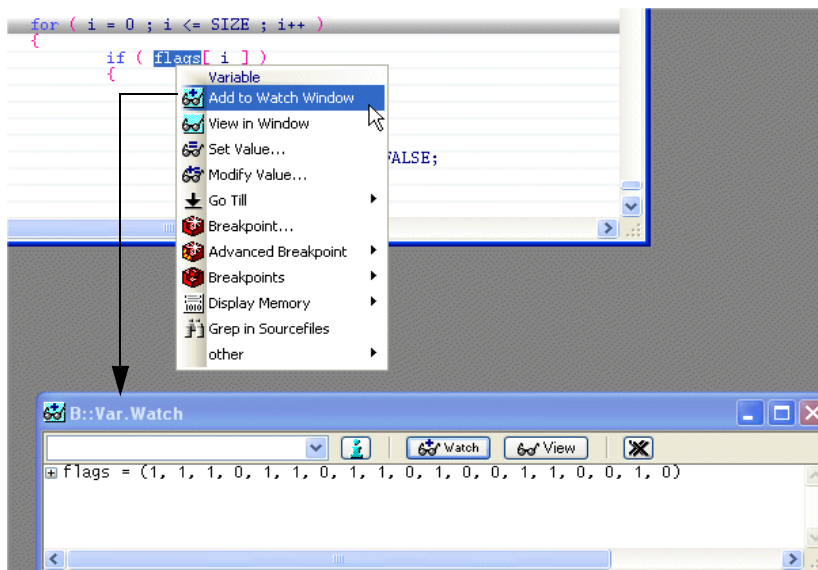 for ( i = 0 ; i <= SIZE ; i++ )
{
if ( flags[ i ] )
{
Variable
Add to Watch Window
View in Window
Set Value...
FALSE;
Modify Value...
Go Till
Breakpoint...
Advanced Breakpoint
Breakpoints
Display Memory
Grep in Sourcefiles
other
B::Var.Watch
Watch
View
flags = (1, 1, 1, 0, 1, 1, 0, 1, 1, 0, 1, 0, 0, 1, 1, 0, 0, 1, 0)